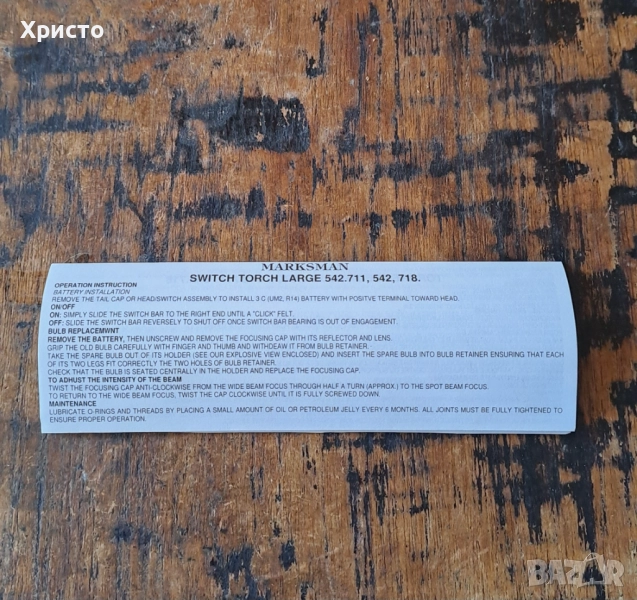 Христо
MARKSMAN
SWITCH TORCH LARGE 542.711, 542, 718.
OPERATION INSTRUCTION
BATTERY INSTALLATION
REMOVE THE TAIL CAP OR HEAD/SWITCH ASSEMBLY TO INSTALL 3 C (UM2, R14) BATTERY WITH POSITIVE TERMINAL TOWARD HEAD.
ON/OFF
ON: SIMPLY SLIDE THE SWITCH BAR TO THE RIGHT END UNTIL A "CLICK" FELT.
OFF: SLIDE THE SWITCH BAR REVERSELY TO SHUT OFF ONCE SWITCH BAR BEARING IS OUT OF ENGAGEMENT.
BULB REPLACEMWNT
REMOVE THE BATTERY, THEN UNSCREW AND REMOVE THE FOCUSING CAP WITH ITS REFLECTOR AND LENS.
GRIP THE OLD BULB CAREFULLY WITH FINGER AND THUMB AND WITHDEAW IT FROM BULB RETAINER.
TAKE THE SPARE BULB OUT OF ITS HOLDER (SEE OUR EXPLOSIVE VIEW ENCLOSED) AND INSERT THE SPARE BULB INTO BULB RETAINER ENSURING THAT EACH
OF ITS TWO LEGS FIT CORRECTLY THE TWO HOLES OF BULB RETAINER.
CHECK THAT THE BULB IS SEATED CENTRALLY IN THE HOLDER AND REPLACE THE FOCUSING CAP.
TO ADHUST THE INTENSITY OF THE BEAM
TWIST THE FOCUSING CAP ANTI-CLOCKWISE FROM THE WIDE BEAM FOCUS THROUGH HALF A TURN (APPROX.) TO THE SPOT BEAM FOCUS.
TO RETURN TO THE WIDE BEAM FOCUS, TWIST THE CAP CLOCKWISE UNTIL IT IS FULLY SCREWED DOWN.
MAINTENANCE
LUBRICATE O-RINGS AND THREADS BY PLACING A SMALL AMOUNT OF OIL OR PETROLEUM JELLY EVERY 6 MONTHS. ALL JOINTS MUST BE FULLY TIGHTENED TO
ENSURE PROPER OPERATION.
BAZAR